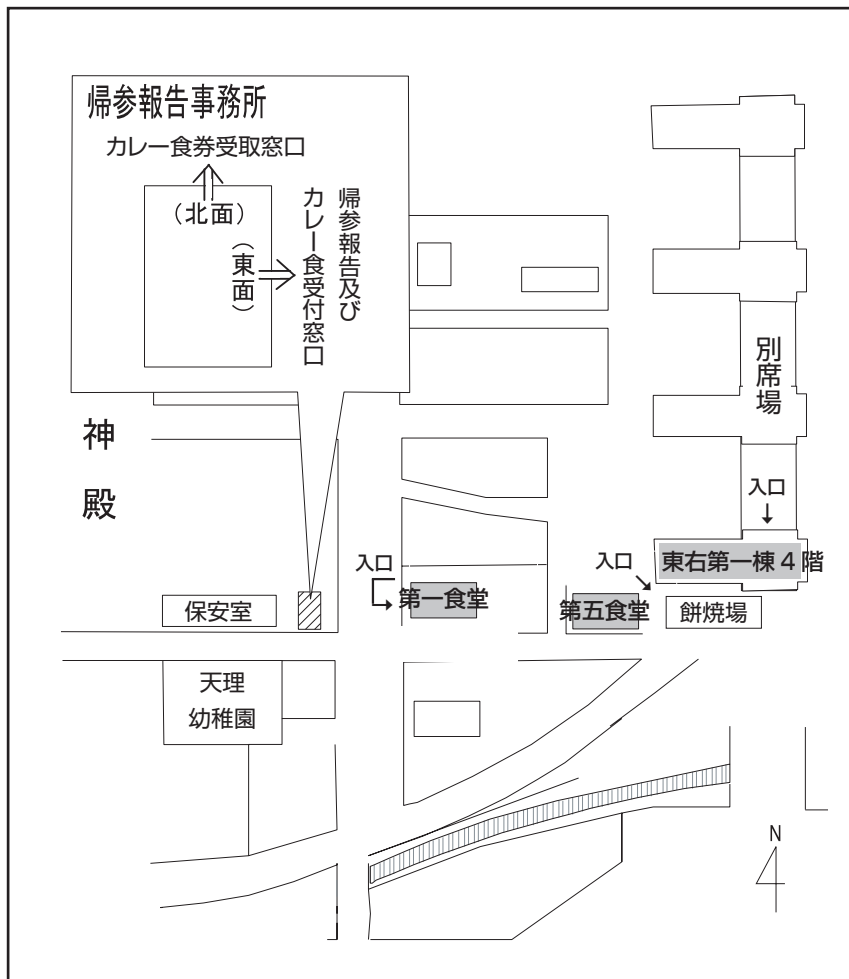 帰参報告事務所
カレー食券受取窓口
(北面)
(東面)
帰参報告及び
カレー食受付窓口
神殿
別席場
入口
東右第一棟4階
入口
入口
第一食堂
第五食堂
餅焼場
保安室
天理
幼稚園
N